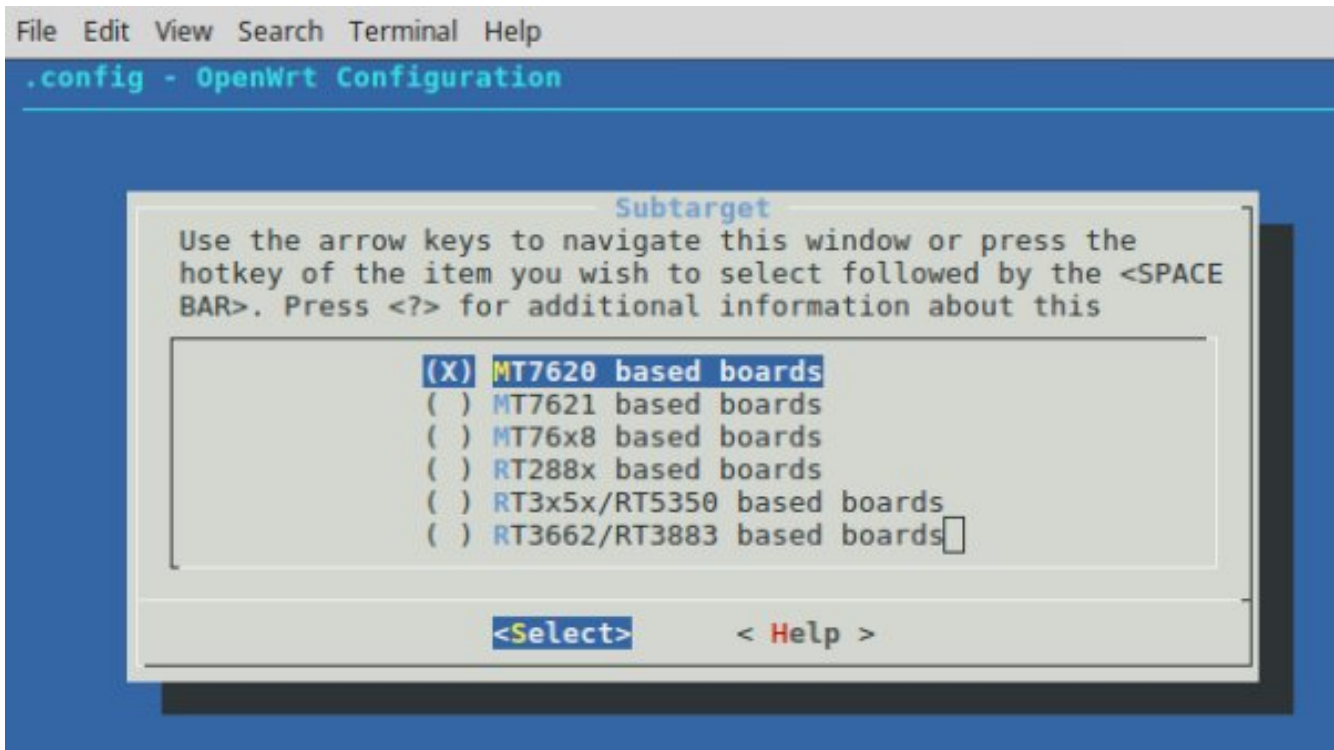 File Edit View Search Terminal Help
.config - OpenWrt Configuration
Subtarget
Use the arrow keys to navigate this window or press the
hotkey of the item you wish to select followed by the <SPACE
BAR>. Press <?> for additional information about this
(X) MT7620 based boards
( ) MT7621 based boards
( ) MT76x8 based boards
( ) RT288x based boards
( ) RT3x5x/RT5350 based boards
( ) RT3662/RT3883 based boards
<Select> < Help >